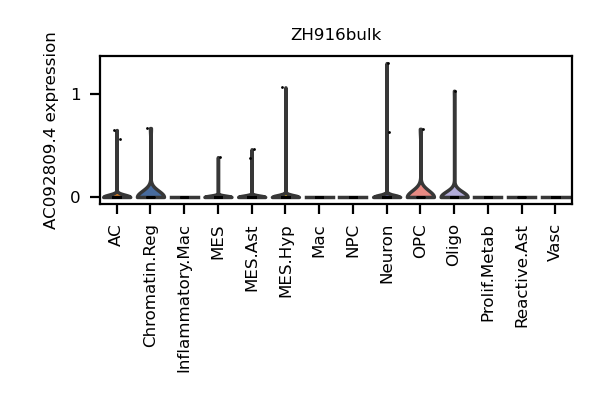 ZH916bulk
AC092809.4 expression
1
0
AC
Chromatin.Reg
Inflammatory.Mac
MES
MES.Ast
MES.Hyp
Mac
NPC
Neuron
OPC
Oligo
Prolif.Metab
Reactive.Ast
Vasc